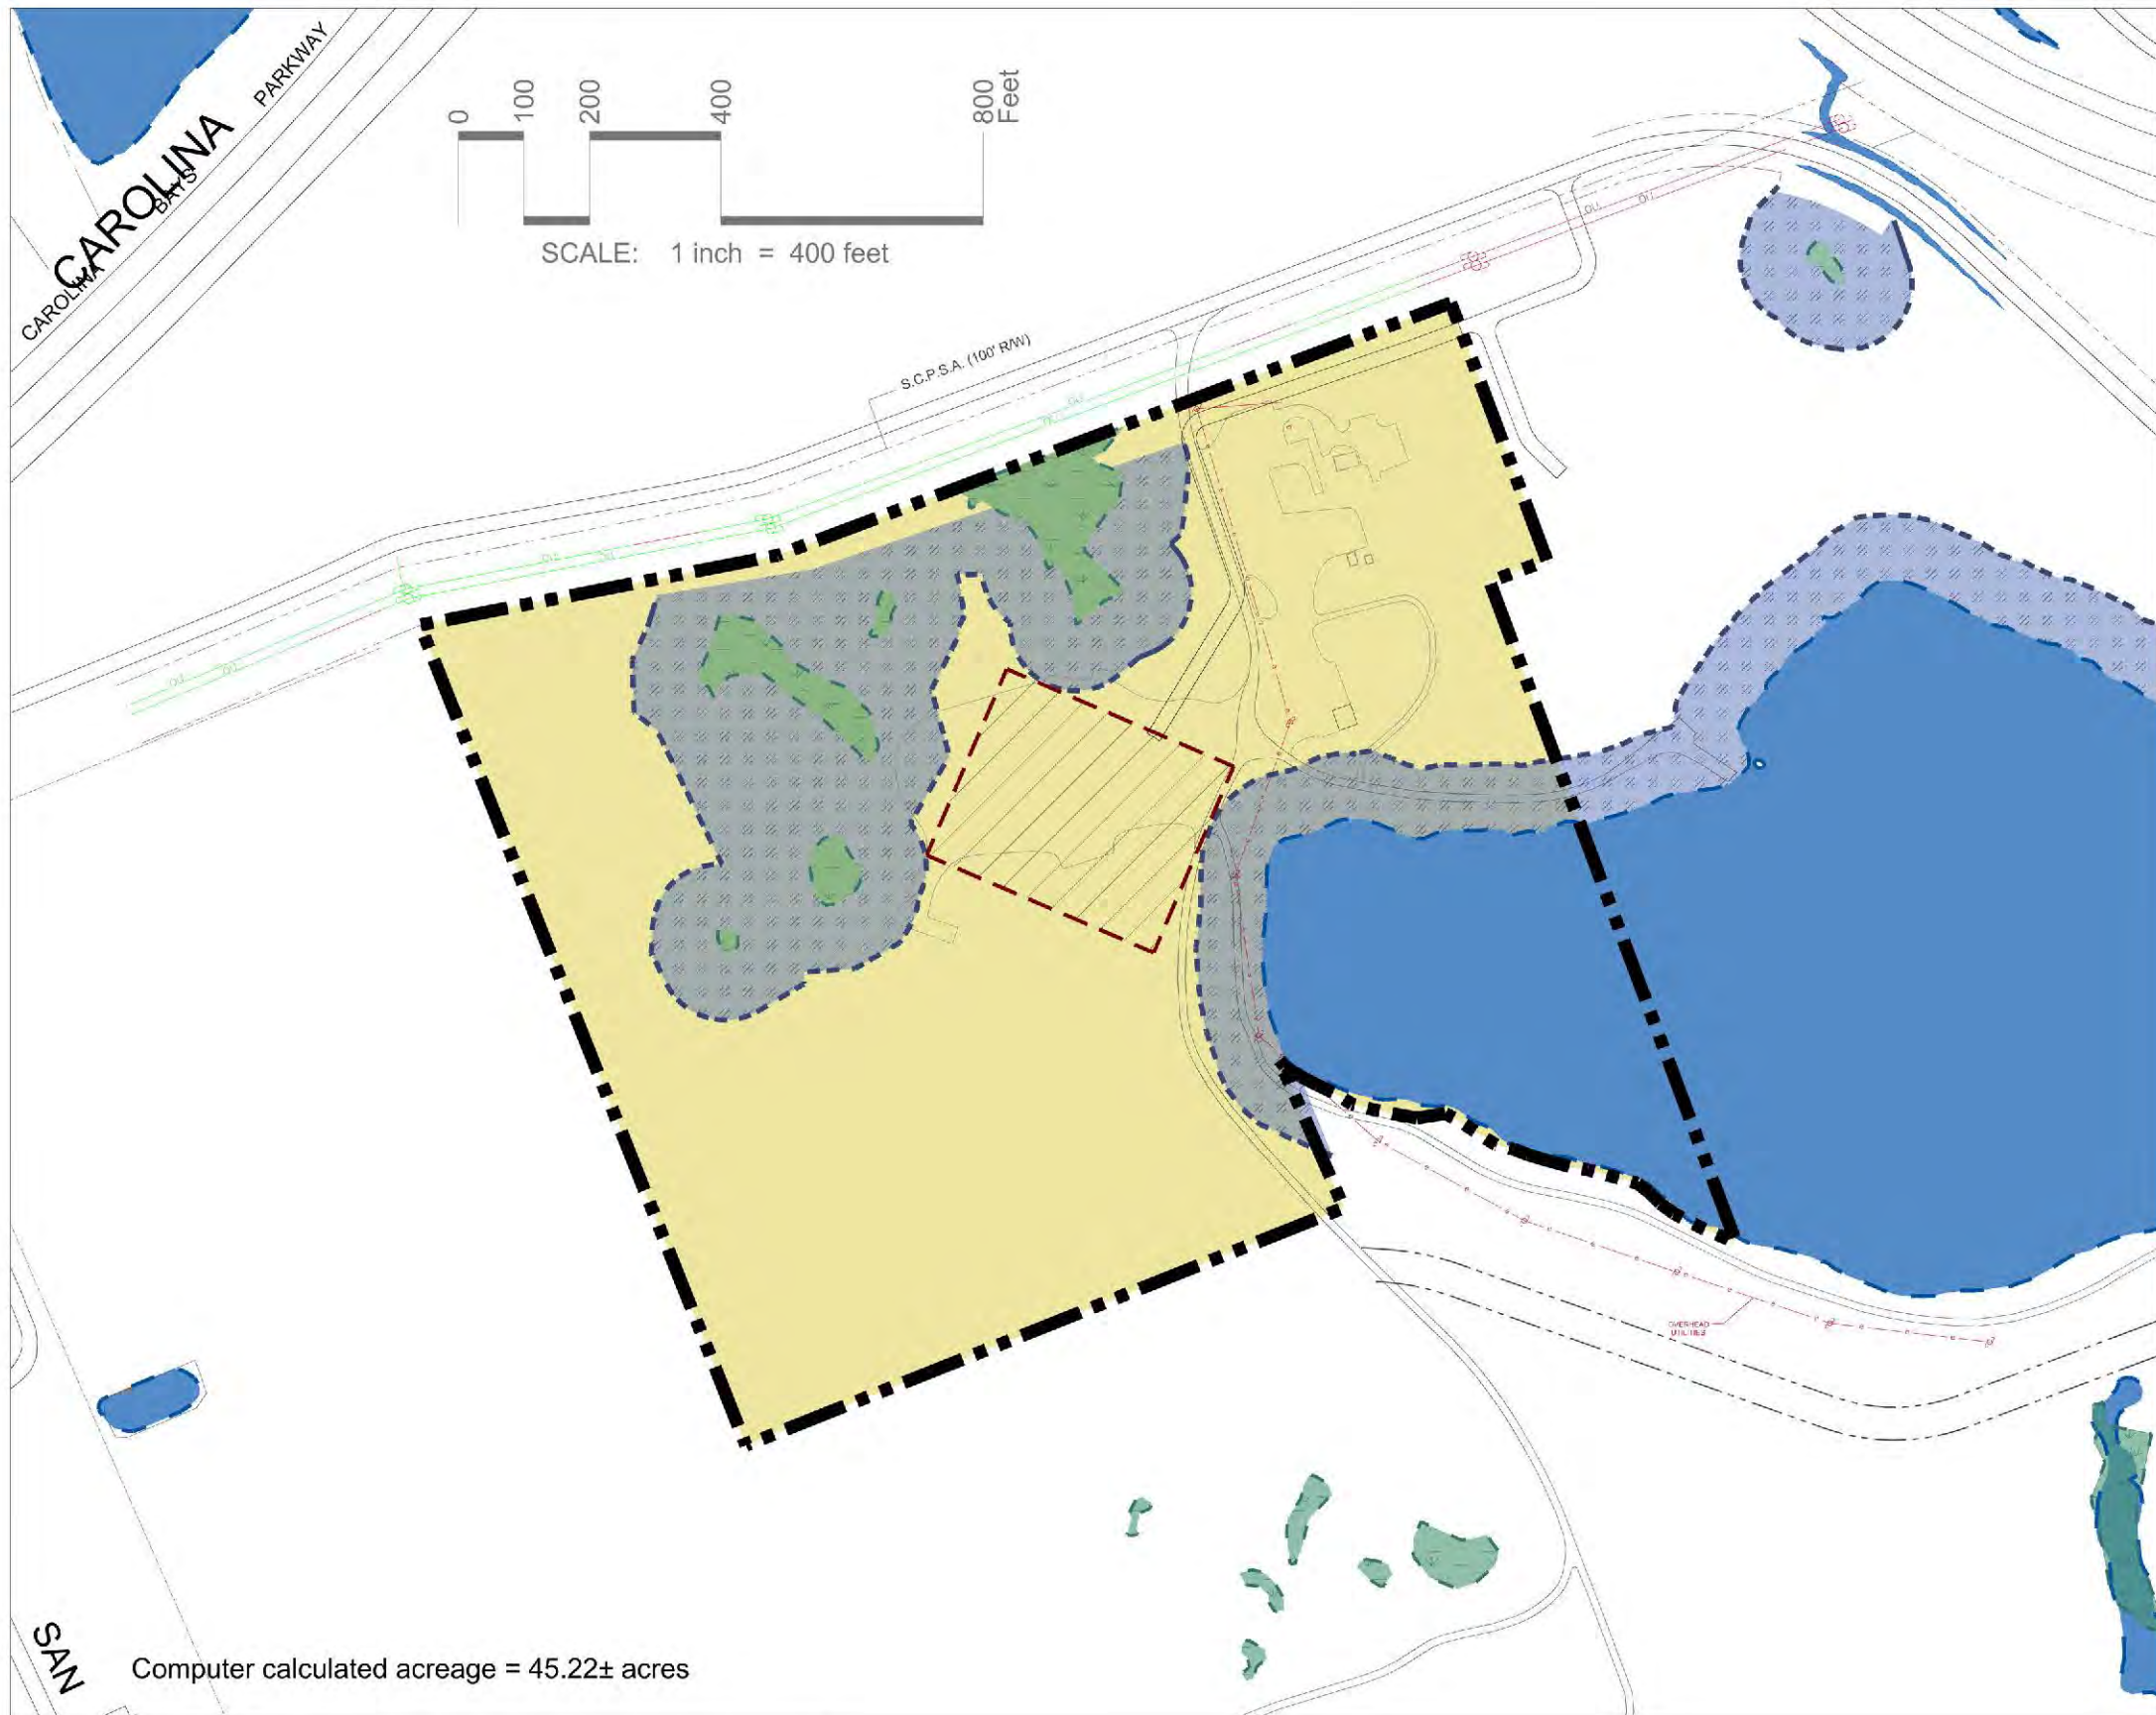 CAROLINA
PARKWAY
BAYS
CAROLINA
0
100
200
400
800
Feet
SCALE: 1 inch = 400 feet
S.C.P.S.A. (100' R/W)
OVERHEAD
UTILITIES
SAN
Computer calculated acreage = 45.22± acres